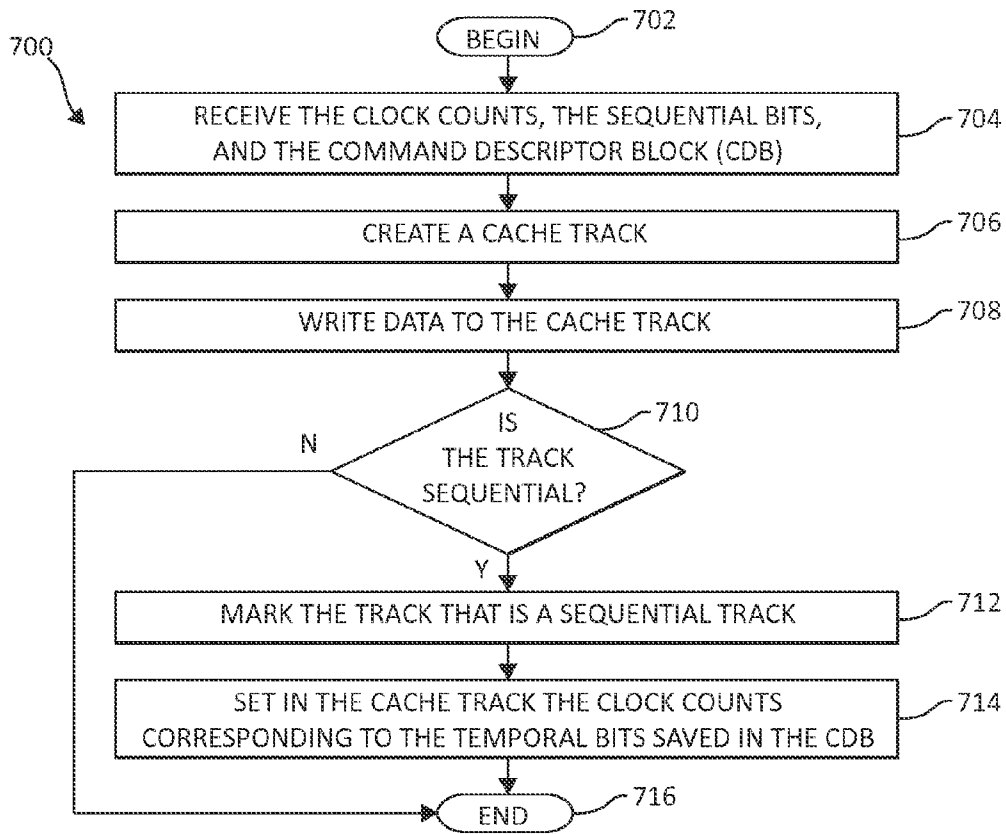 700
BEGIN
702
RECEIVE THE CLOCK COUNTS, THE SEQUENTIAL BITS,
AND THE COMMAND DESCRIPTOR BLOCK (CDB)
704
CREATE A CACHE TRACK
706
WRITE DATA TO THE CACHE TRACK
708
IS
THE TRACK
SEQUENTIAL?
710
N
Y
MARK THE TRACK THAT IS A SEQUENTIAL TRACK
712
SET IN THE CACHE TRACK THE CLOCK COUNTS
CORRESPONDING TO THE TEMPORAL BITS SAVED IN THE CDB
714
END
716